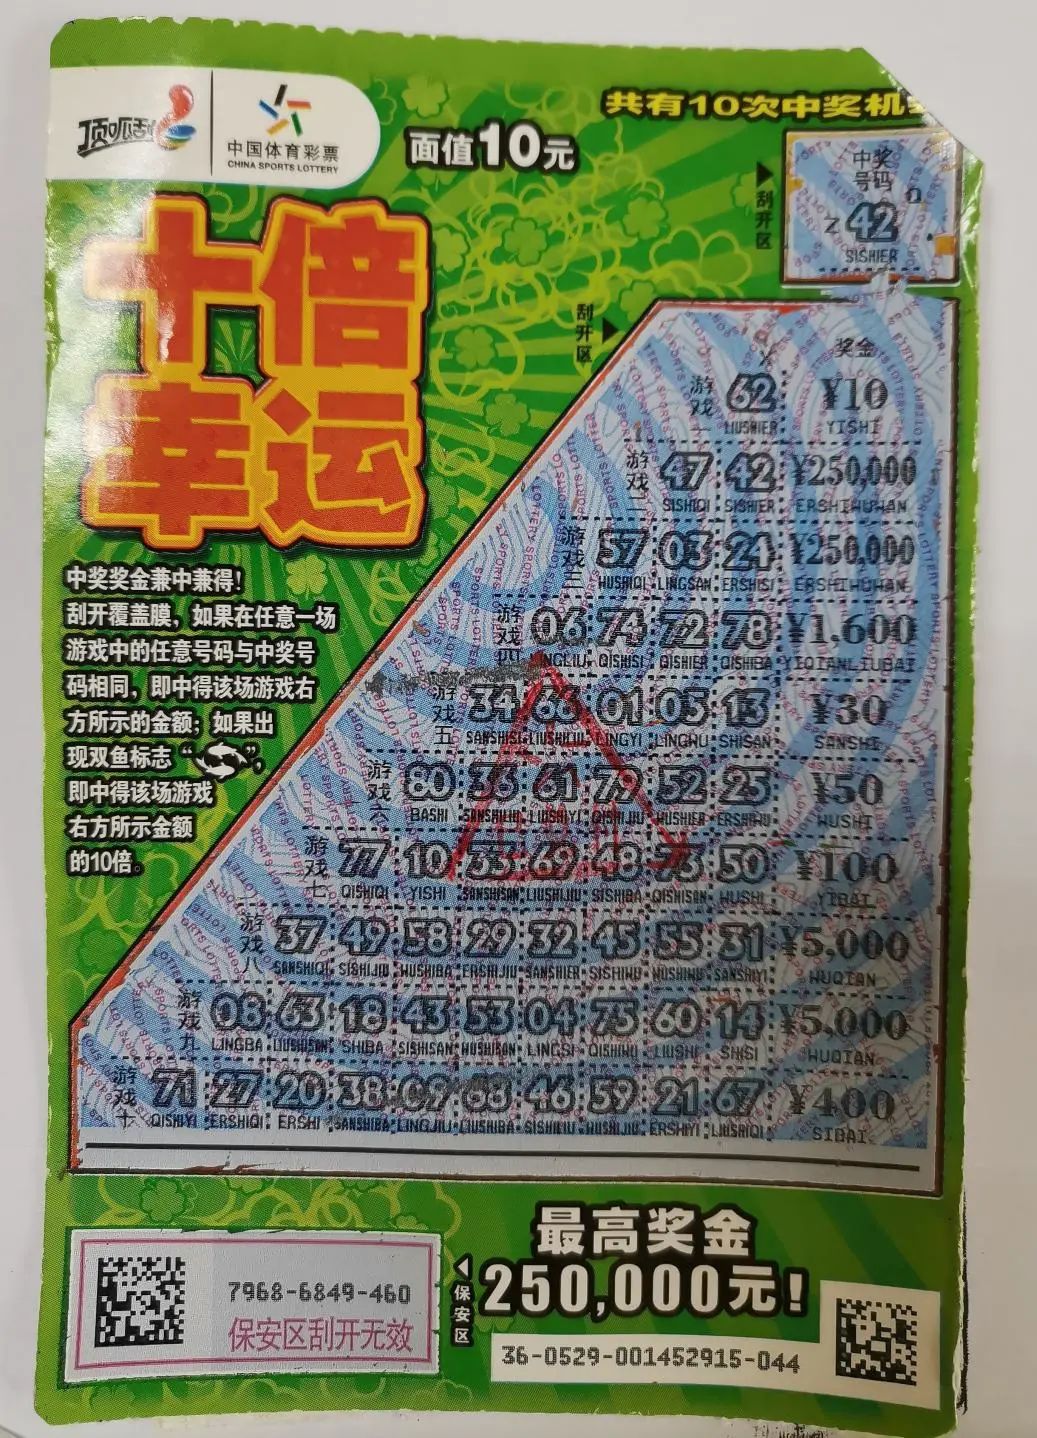 共有10次中奖机
顶呱刮
中国体育彩票
CHINA SPORTS LOTTERY
面值10元
刮开区
中奖
号码
42
SISHIER
十倍
幸运
刮开区
奖金
游戏一 62 ¥10
LIUSHIER YISHI
游戏二 47 42 ¥250,000
SISHIQI SISHIER ERSHIWUWAN
游戏三 57 03 24 ¥250,000
WUSHIQI LINGSAN ERSHISI ERSHIWUWAN
游戏四 06 74 72 78 ¥1,600
INGLIU QISHISI QISHIER QISHIBA YIQIANLIUBAI
游戏五 34 66 01 05 13 ¥30
SANSHISI LIUSHILIU LINGYI LINGWU SHISAN SANSHI
游戏六 80 36 61 79 52 25 ¥50
BASHI SANSHILIU LIUSHIYI QISHIJIU WUSHIER ERSHIWU WUSHI
游戏七 77 10 33 69 48 73 50 ¥100
QISHIQI YISHI SANSHISAN LIUSHIJIU SISHIBA QISHISAN WUSHI YIBAI
游戏八 37 49 58 29 32 45 55 31 ¥5,000
SANSHIQI SISHIJIU WUSHIBA ERSHIJIU SANSHIER SISHIWU WUSHIWU SANSHIYI WUQIAN
游戏九 08 63 18 43 53 04 75 60 14 ¥5,000
LINGBA LIUSHISAN SHIBA SISHISAN WUSHISAN LINGSI QISHIWU LIUSHI SHISI WUQIAN
游戏十 71 27 20 38 09 68 46 59 21 67 ¥400
QISHIYI ERSHIQI ERSHI SANSHIBA LINGJIU LIUSHIBA SISHILIU WUSHIJIU ERSHIYI LIUSHIQI SIBAI
中奖奖金兼中兼得!
刮开覆盖膜，如果在任意一场
游戏中的任意号码与中奖号
码相同，即中得该场游戏右
方所示的金额；如果出
现双鱼标志“”，
即中得该场游戏
右方所示金额
的10倍。
7968-6849-460
保安区刮开无效
保安区
最高奖金
250,000元!
36-0529-001452915-044